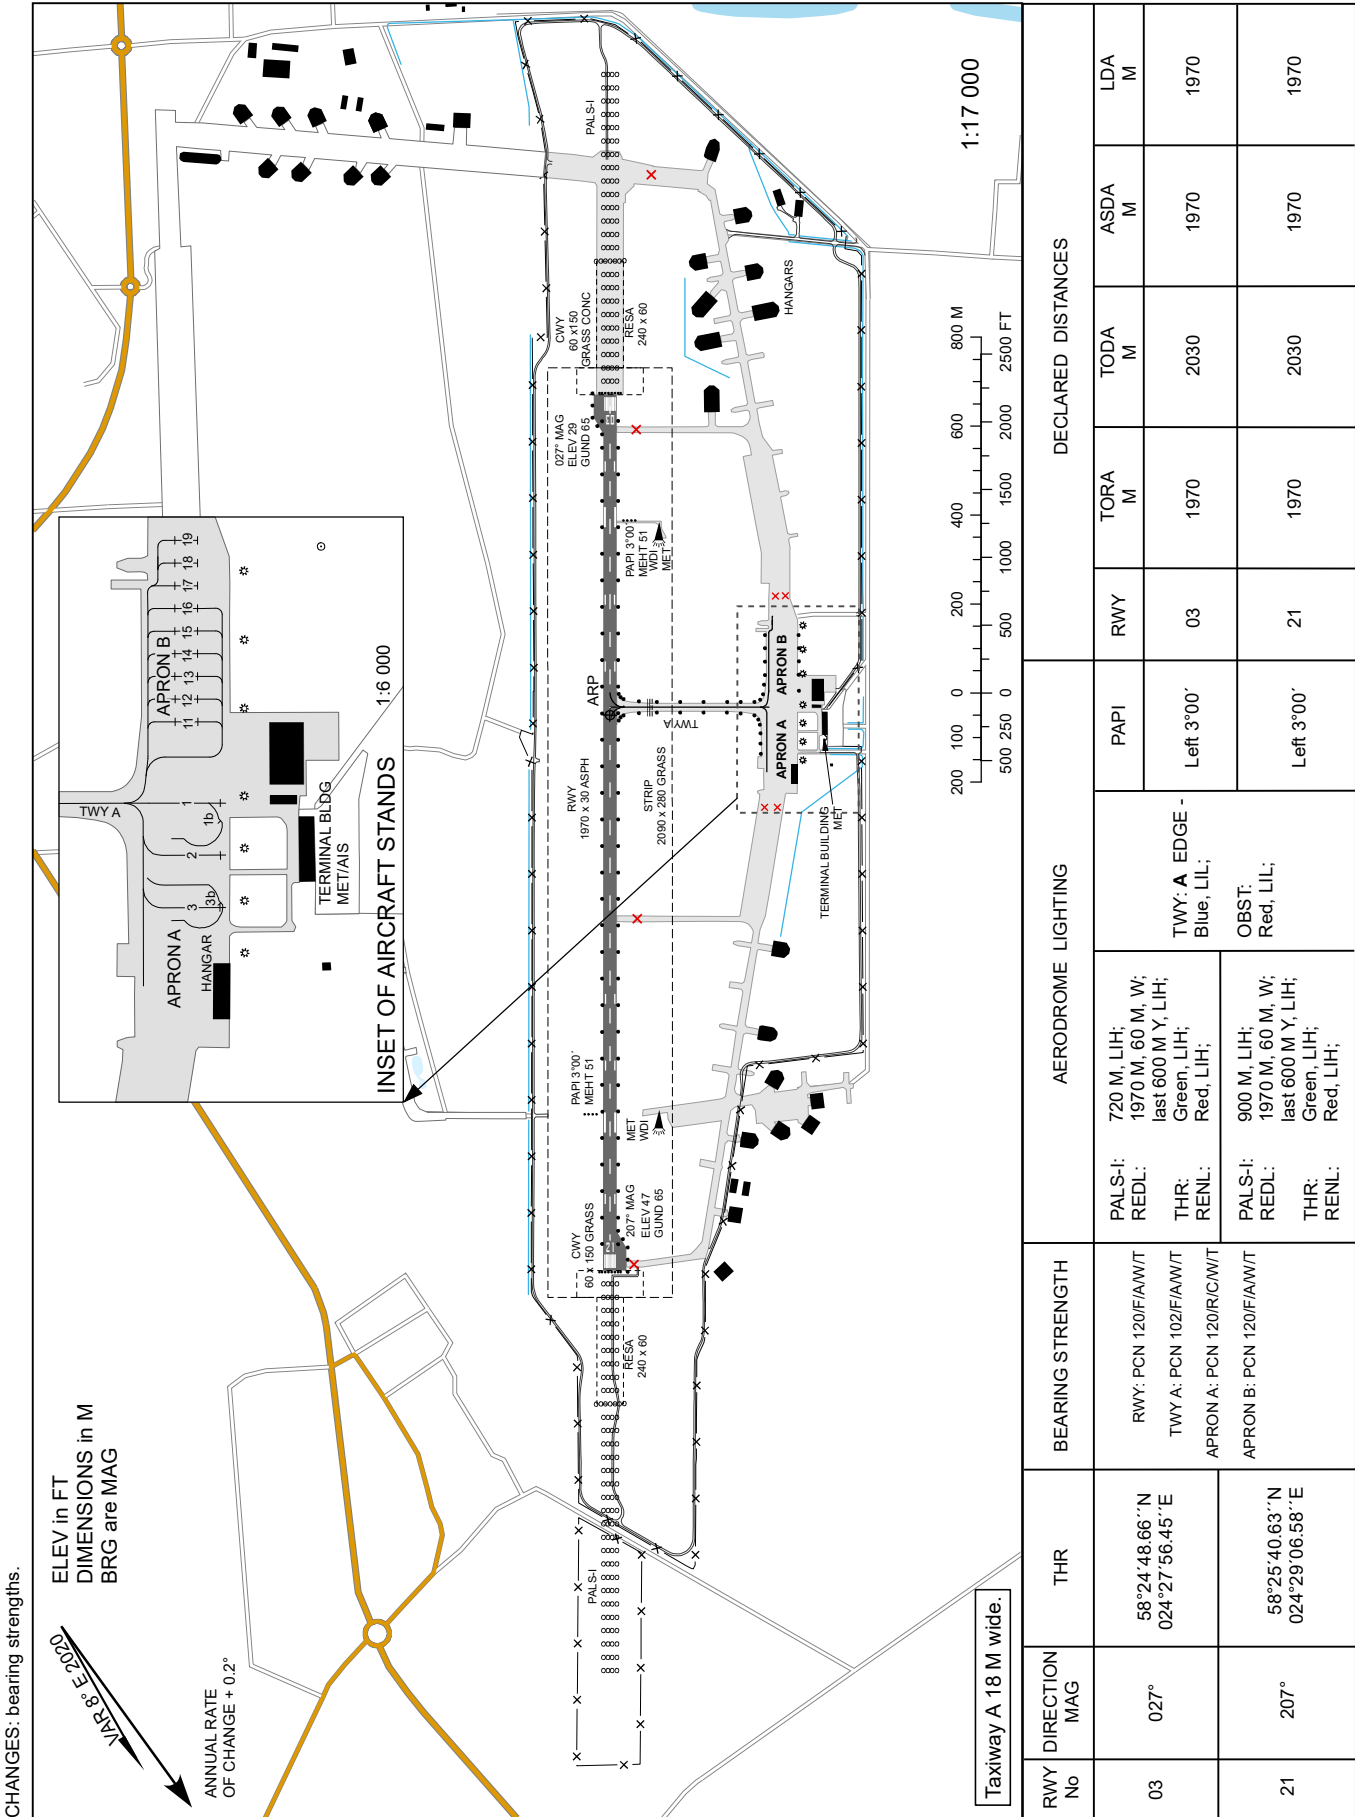 CHANGES: bearing strengths.
VAR 8° E 2020
ANNUAL RATE
OF CHANGE + 0.2°
ELEV in FT
DIMENSIONS in M
BRG are MAG
INSET OF AIRCRAFT STANDS
1:6 000
APRON A
HANGAR
TERMINAL BLDG
MET/AIS
TWY A
APRON B
3
3b
2
1b
1
11
12
13
14
15
16
17
18
19
PALS-I
RESA
240 x 60
CWY
60 x 150 GRASS
207° MAG
ELEV 47
GUND 65
21
MET
WDI
PAPI 3°00´
MEHT 51
RWY
1970 x 30 ASPH
STRIP
2090 x 280 GRASS
ARP
TWY A
PAPI 3°00´
MEHT 51
WDI
MET
027° MAG
ELEV 29
GUND 65
CWY
60 x150
GRASS CONC
RESA
240 x 60
PALS-I
TERMINAL BUILDING
MET
APRON A
APRON B
HANGARS
1:17 000
200 100 0 200 400 600 800 M
500 250 0 500 1000 1500 2000 2500 FT
Taxiway A 18 M wide.
RWY
No
DIRECTION
MAG
THR
BEARING STRENGTH
AERODROME LIGHTING
PAPI
RWY
DECLARED DISTANCES
TORA
M
TODA
M
ASDA
M
LDA
M
03
027°
58°24´48.66´´N
024°27´56.45´´E
RWY: PCN 120/F/A/W/T
TWY A: PCN 102/F/A/W/T
APRON A: PCN 120/R/C/W/T
APRON B: PCN 120/F/A/W/T
PALS-I: 720 M, LIH;
REDL: 1970 M, 60 M, W;
last 600 M Y, LIH;
THR: Green, LIH;
RENL: Red, LIH;
TWY: A EDGE -
Blue, LIL;
OBST:
Red, LIL;
Left 3°00´
03
1970
2030
1970
1970
21
207°
58°25´40.63´´N
024°29´06.58´´E
PALS-I: 900 M, LIH;
REDL: 1970 M, 60 M, W;
last 600 M Y, LIH;
THR: Green, LIH;
RENL: Red, LIH;
Left 3°00´
21
1970
2030
1970
1970